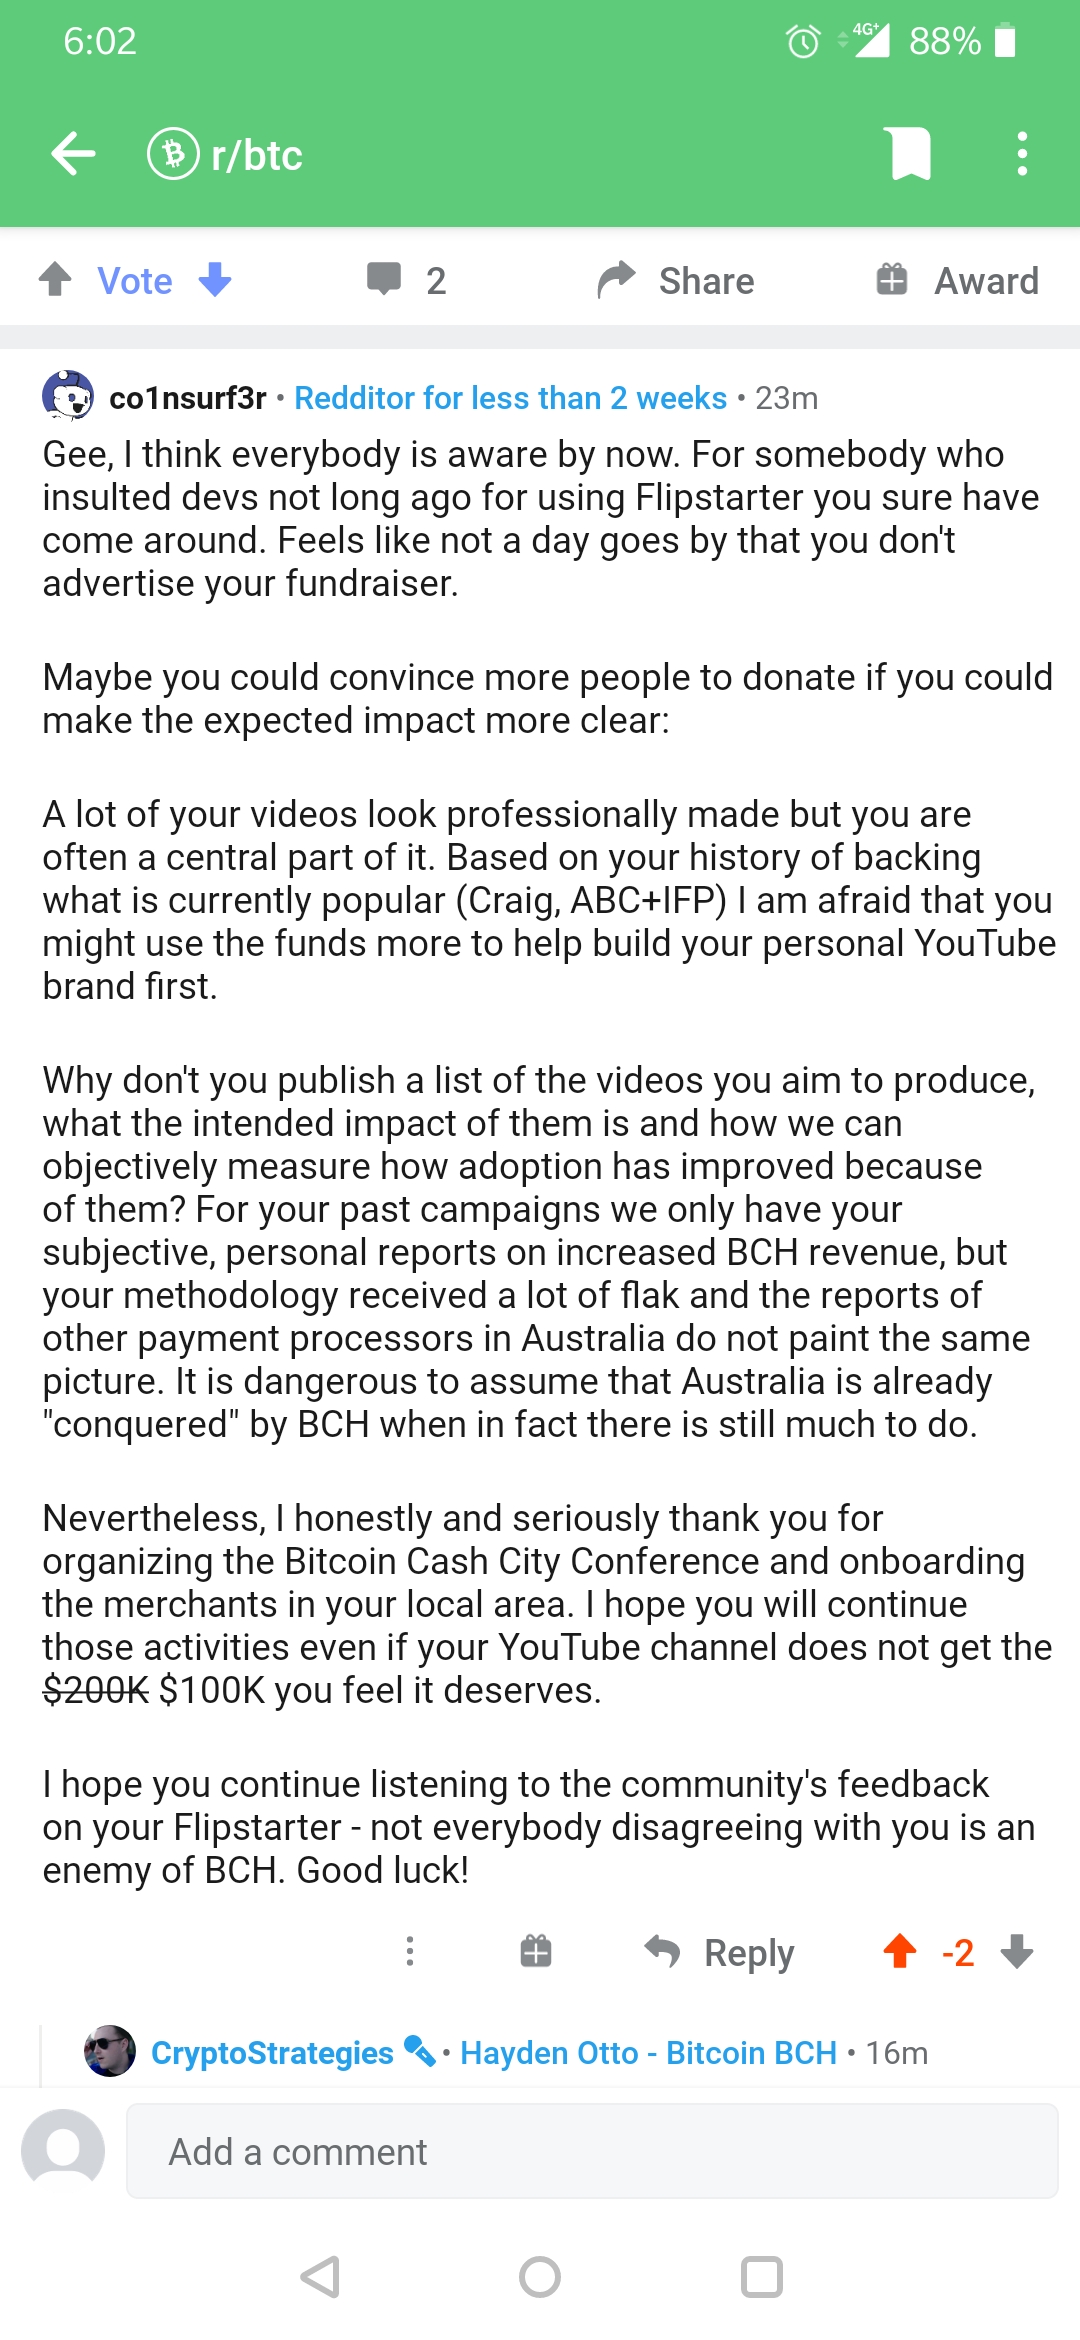 6:02
4G+ 88%
r/btc
Vote 2 Share Award
co1nsurf3r • Redditor for less than 2 weeks • 23m
Gee, I think everybody is aware by now. For somebody who
insulted devs not long ago for using Flipstarter you sure have
come around. Feels like not a day goes by that you don't
advertise your fundraiser.
Maybe you could convince more people to donate if you could
make the expected impact more clear:
A lot of your videos look professionally made but you are
often a central part of it. Based on your history of backing
what is currently popular (Craig, ABC+IFP) I am afraid that you
might use the funds more to help build your personal YouTube
brand first.
Why don't you publish a list of the videos you aim to produce,
what the intended impact of them is and how we can
objectively measure how adoption has improved because
of them? For your past campaigns we only have your
subjective, personal reports on increased BCH revenue, but
your methodology received a lot of flak and the reports of
other payment processors in Australia do not paint the same
picture. It is dangerous to assume that Australia is already
"conquered" by BCH when in fact there is still much to do.
Nevertheless, I honestly and seriously thank you for
organizing the Bitcoin Cash City Conference and onboarding
the merchants in your local area. I hope you will continue
those activities even if your YouTube channel does not get the
$200K $100K you feel it deserves.
I hope you continue listening to the community's feedback
on your Flipstarter - not everybody disagreeing with you is an
enemy of BCH. Good luck!
Reply -2
CryptoStrategies • Hayden Otto - Bitcoin BCH • 16m
Add a comment